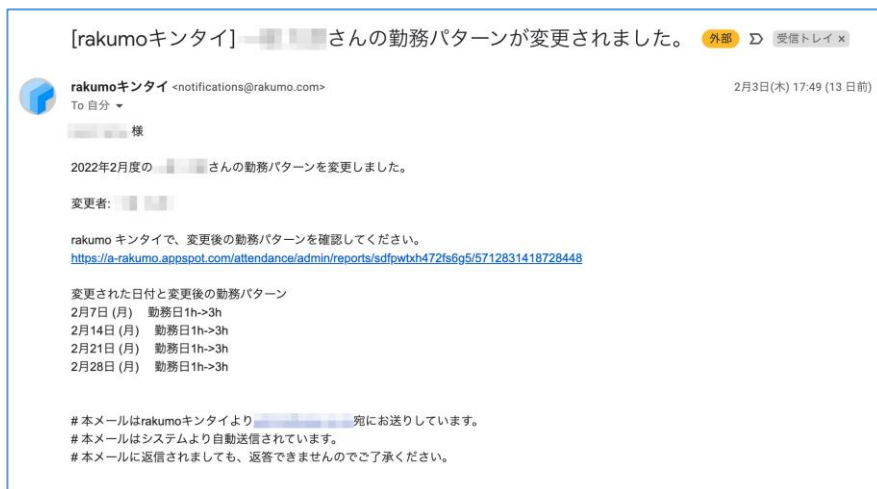 [rakumoキンタイ] さんの勤務パターンが変更されました。 外部 受信トレイ ×
rakumoキンタイ <notifications@rakumo.com> 2月3日(木) 17:49 (13 日前)
To 自分
様
2022年2月度の さんの勤務パターンを変更しました。
変更者:
rakumo キンタイで、変更後の勤務パターンを確認してください。
https://a-rakumo.appspot.com/attendance/admin/reports/sdfpwtxh472fs6g5/5712831418728448
変更された日付と変更後の勤務パターン
2月7日 (月) 勤務日1h->3h
2月14日 (月) 勤務日1h->3h
2月21日 (月) 勤務日1h->3h
2月28日 (月) 勤務日1h->3h
# 本メールはrakumoキンタイより 宛にお送りしています。
# 本メールはシステムより自動送信されています。
# 本メールに返信されましても、返答できませんのでご了承ください。